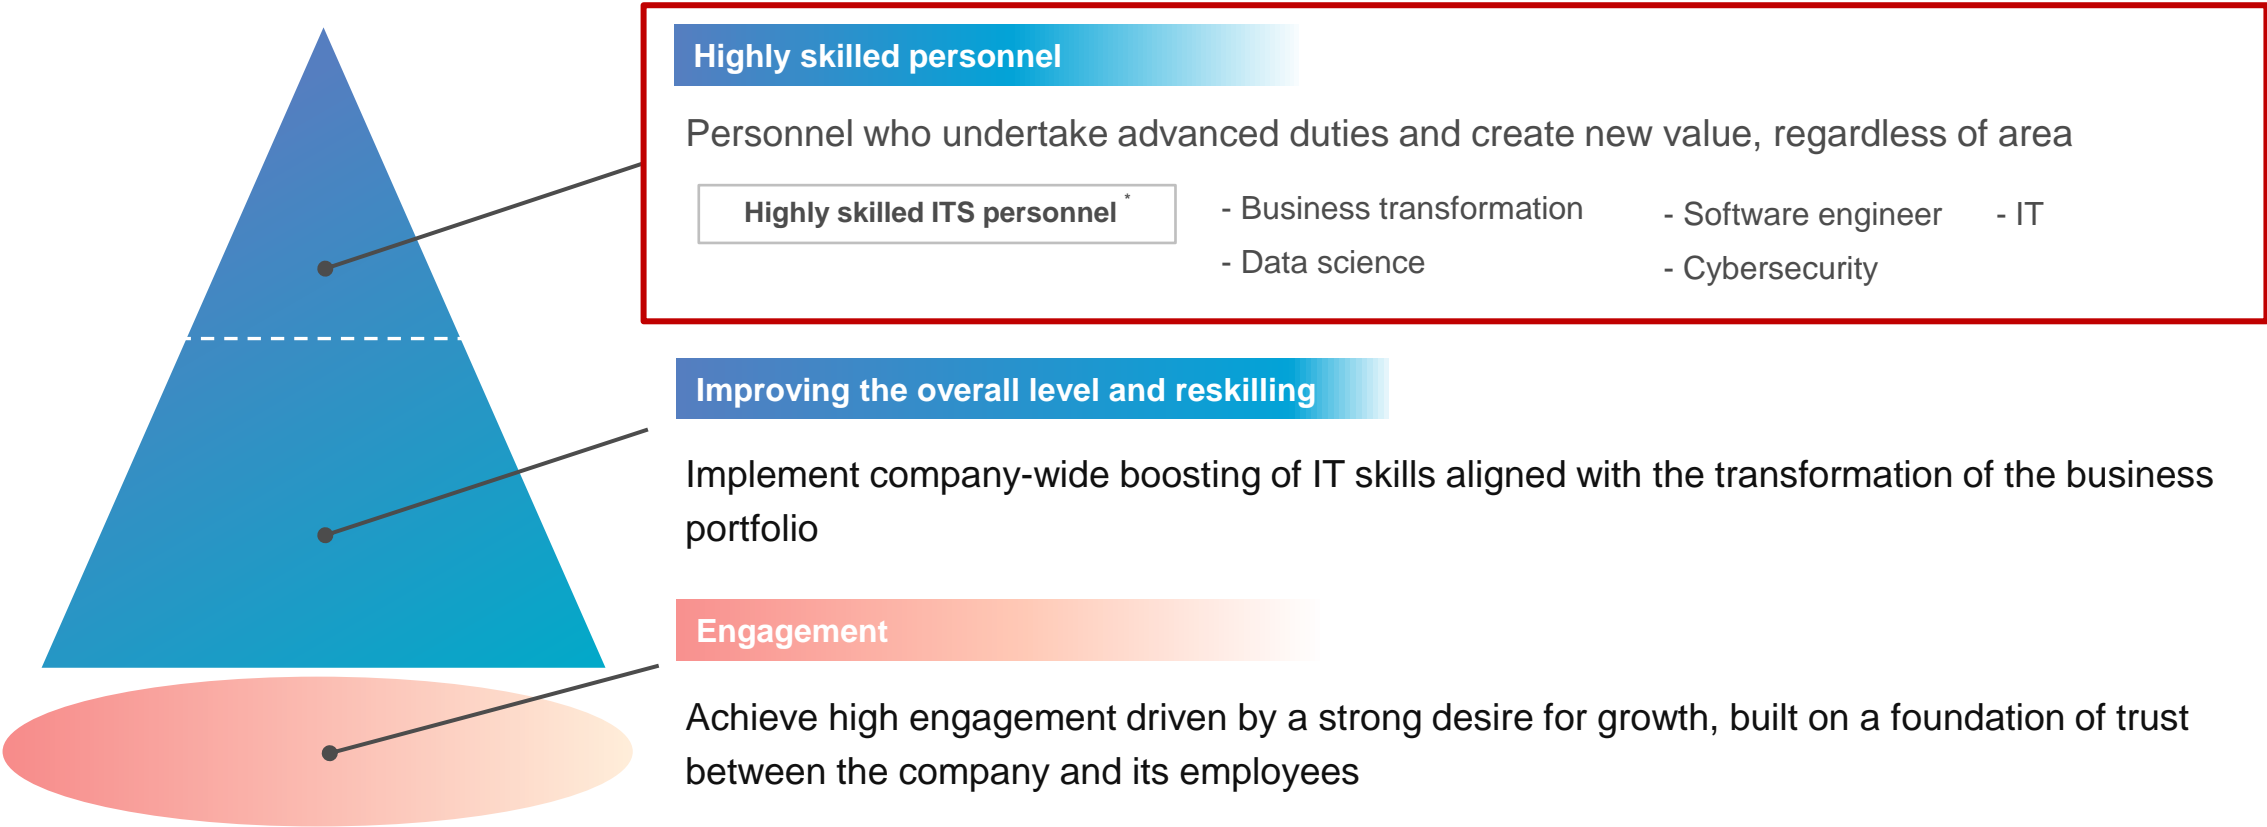 Highly skilled personnel
Personnel who undertake advanced duties and create new value, regardless of area
Highly skilled ITS personnel *
- Business transformation
- Data science
- Software engineer
- Cybersecurity
- IT
Improving the overall level and reskilling
Implement company-wide boosting of IT skills aligned with the transformation of the business
portfolio
Engagement
Achieve high engagement driven by a strong desire for growth, built on a foundation of trust
between the company and its employees